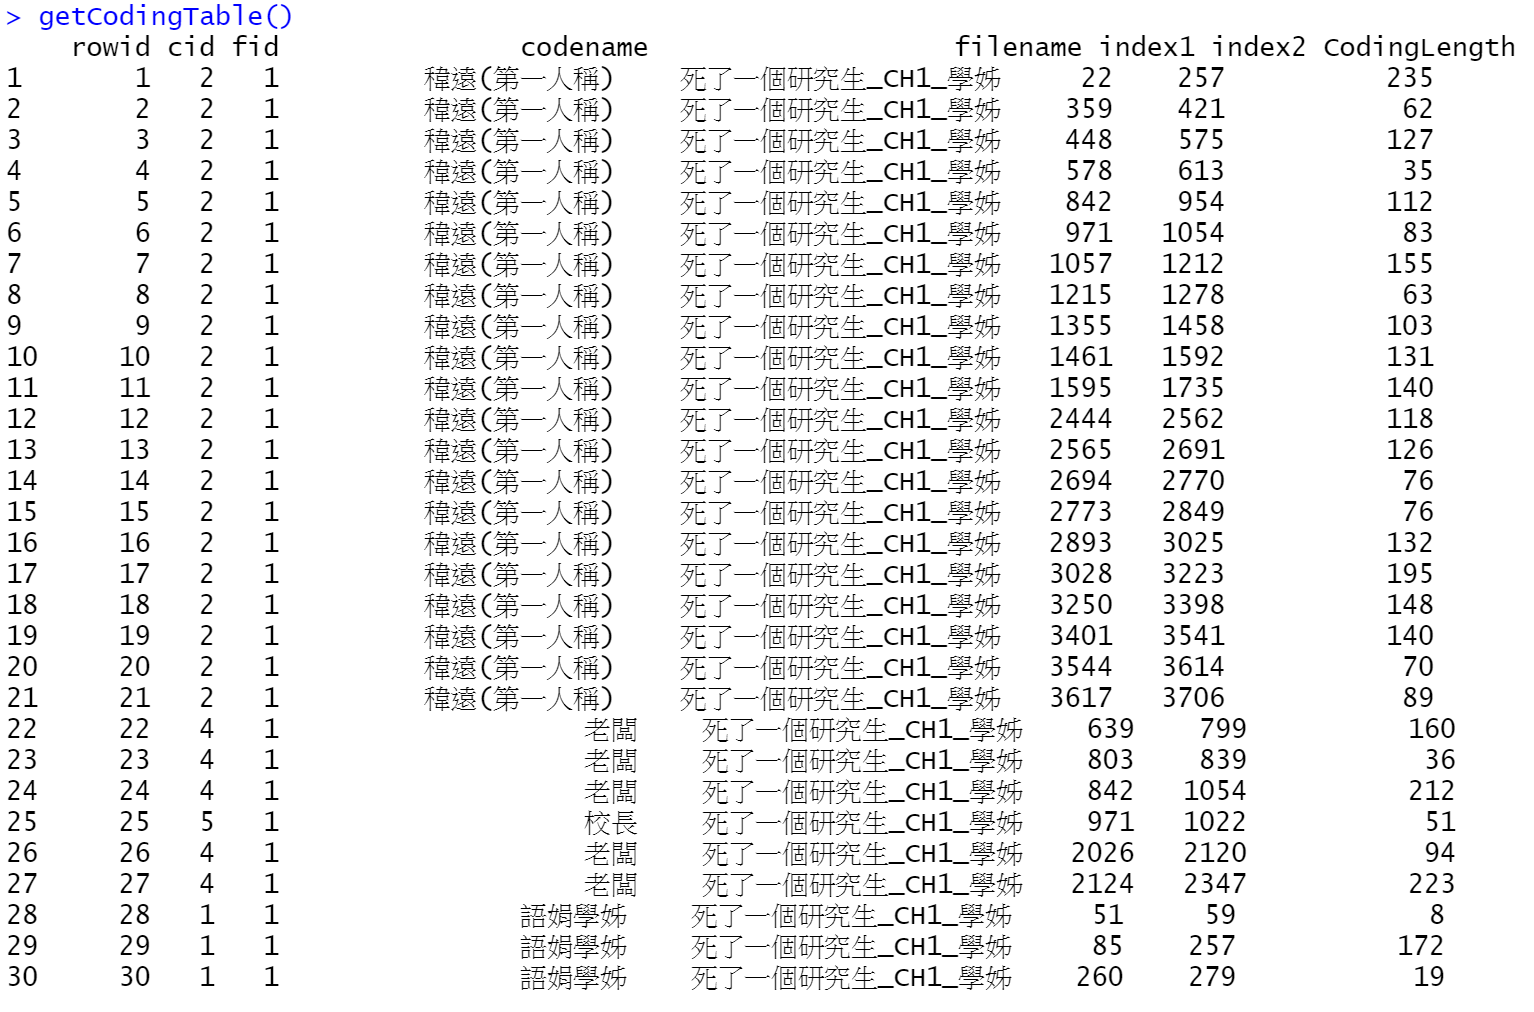 > getCodingTable()
rowid cid fid codename filename index1 index2 CodingLength
1 1 2 1 稦遠(第一人稱) 死了一個研究生_CH1_學姊 22 257 235
2 2 2 1 稦遠(第一人稱) 死了一個研究生_CH1_學姊 359 421 62
3 3 2 1 稦遠(第一人稱) 死了一個研究生_CH1_學姊 448 575 127
4 4 2 1 稦遠(第一人稱) 死了一個研究生_CH1_學姊 578 613 35
5 5 2 1 稦遠(第一人稱) 死了一個研究生_CH1_學姊 842 954 112
6 6 2 1 稦遠(第一人稱) 死了一個研究生_CH1_學姊 971 1054 83
7 7 2 1 稦遠(第一人稱) 死了一個研究生_CH1_學姊 1057 1212 155
8 8 2 1 稦遠(第一人稱) 死了一個研究生_CH1_學姊 1215 1278 63
9 9 2 1 稦遠(第一人稱) 死了一個研究生_CH1_學姊 1355 1458 103
10 10 2 1 稦遠(第一人稱) 死了一個研究生_CH1_學姊 1461 1592 131
11 11 2 1 稦遠(第一人稱) 死了一個研究生_CH1_學姊 1595 1735 140
12 12 2 1 稦遠(第一人稱) 死了一個研究生_CH1_學姊 2444 2562 118
13 13 2 1 稦遠(第一人稱) 死了一個研究生_CH1_學姊 2565 2691 126
14 14 2 1 稦遠(第一人稱) 死了一個研究生_CH1_學姊 2694 2770 76
15 15 2 1 稦遠(第一人稱) 死了一個研究生_CH1_學姊 2773 2849 76
16 16 2 1 稦遠(第一人稱) 死了一個研究生_CH1_學姊 2893 3025 132
17 17 2 1 稦遠(第一人稱) 死了一個研究生_CH1_學姊 3028 3223 195
18 18 2 1 稦遠(第一人稱) 死了一個研究生_CH1_學姊 3250 3398 148
19 19 2 1 稦遠(第一人稱) 死了一個研究生_CH1_學姊 3401 3541 140
20 20 2 1 稦遠(第一人稱) 死了一個研究生_CH1_學姊 3544 3614 70
21 21 2 1 稦遠(第一人稱) 死了一個研究生_CH1_學姊 3617 3706 89
22 22 4 1 老闆 死了一個研究生_CH1_學姊 639 799 160
23 23 4 1 老闆 死了一個研究生_CH1_學姊 803 839 36
24 24 4 1 老闆 死了一個研究生_CH1_學姊 842 1054 212
25 25 5 1 校長 死了一個研究生_CH1_學姊 971 1022 51
26 26 4 1 老闆 死了一個研究生_CH1_學姊 2026 2120 94
27 27 4 1 老闆 死了一個研究生_CH1_學姊 2124 2347 223
28 28 1 1 語娟學姊 死了一個研究生_CH1_學姊 51 59 8
29 29 1 1 語娟學姊 死了一個研究生_CH1_學姊 85 257 172
30 30 1 1 語娟學姊 死了一個研究生_CH1_學姊 260 279 19